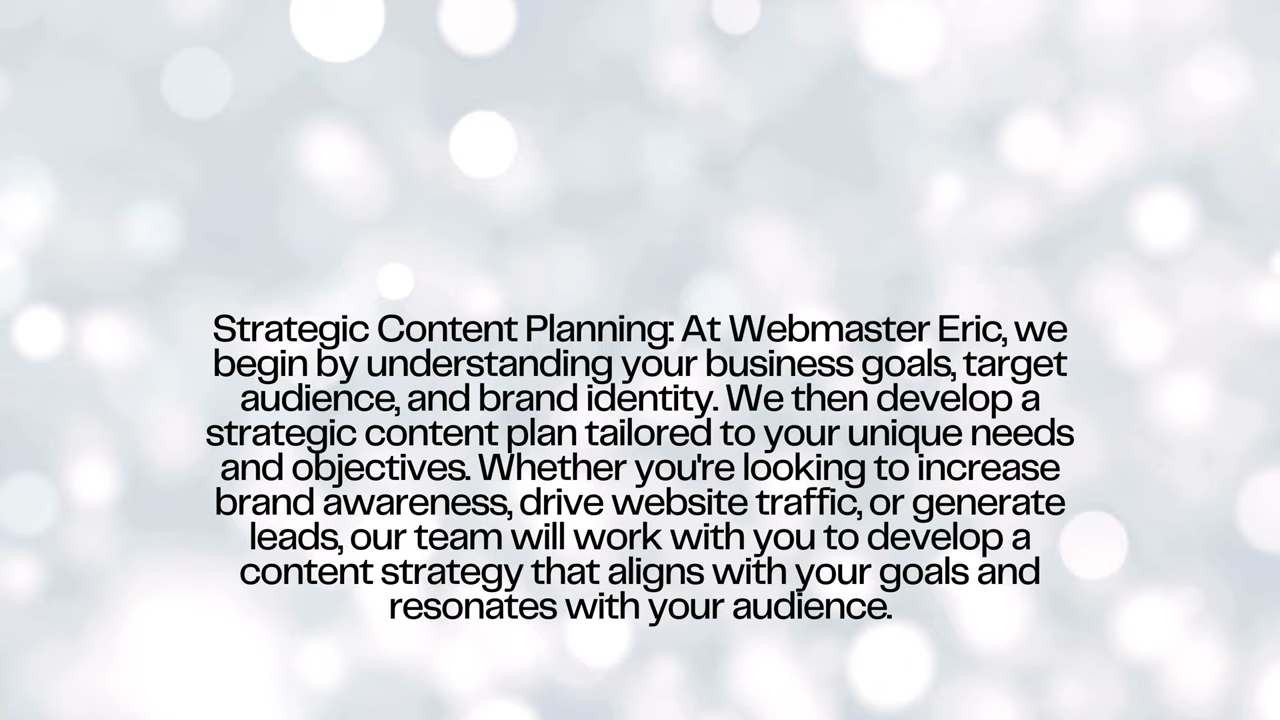 Strategic Content Planning: At Webmaster Eric, we
begin by understanding your business goals, target
audience, and brand identity. We then develop a
strategic content plan tailored to your unique needs
and objectives. Whether you're looking to increase
brand awareness, drive website traffic, or generate
leads, our team will work with you to develop a
content strategy that aligns with your goals and
resonates with your audience.